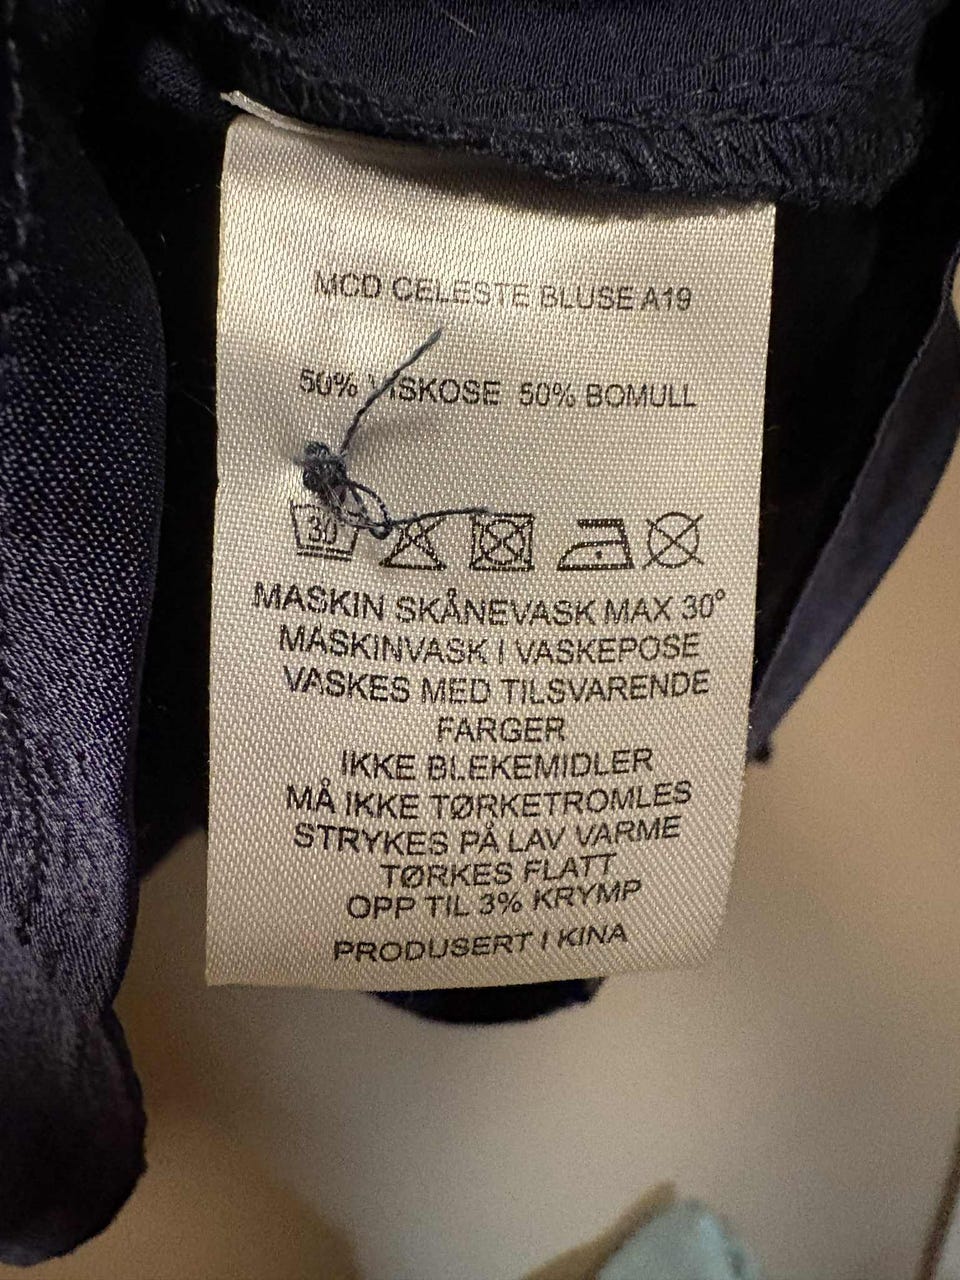 MCD CELESTE BLUSE A19
50% VISKOSE 50% BOMULL
30
MASKIN SKÅNEVASK MAX 30°
MASKINVASK I VASKEPOSE
VASKES MED TILSVARENDE
FARGER
IKKE BLEKEMIDLER
MÅ IKKE TØRKETROMLES
STRYKES PÅ LAV VARME
TØRKES FLATT
OPP TIL 3% KRYMP
PRODUSERT I KINA